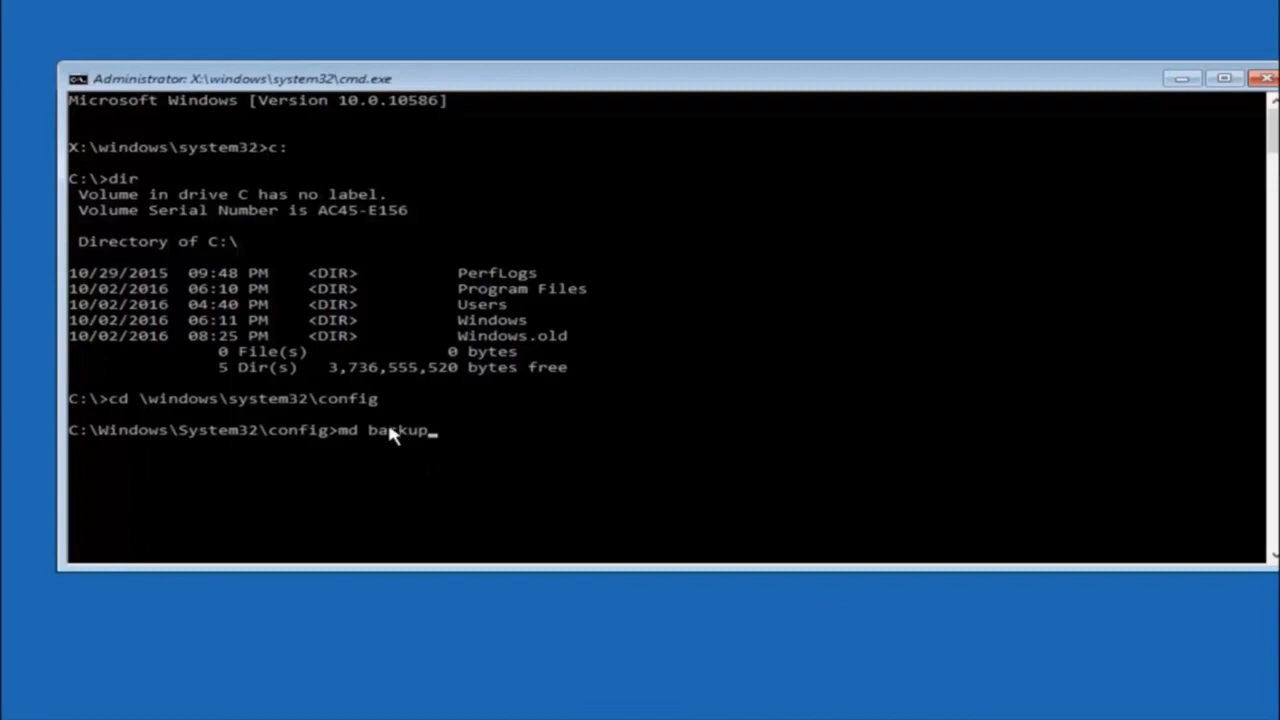 Administrator: X:\windows\system32\cmd.exe
Microsoft Windows [Version 10.0.10586]
X:\windows\system32>c:
C:\>dir
Volume in drive C has no label.
Volume Serial Number is AC45-E156
Directory of C:\
10/29/2015 09:48 PM <DIR> PerfLogs
10/02/2016 06:10 PM <DIR> Program Files
10/02/2016 04:40 PM <DIR> Users
10/02/2016 06:11 PM <DIR> Windows
10/02/2016 08:25 PM <DIR> Windows.old
0 File(s) 0 bytes
5 Dir(s) 3,736,555,520 bytes free
C:\>cd \windows\system32\config
C:\Windows\System32\config>md backup_